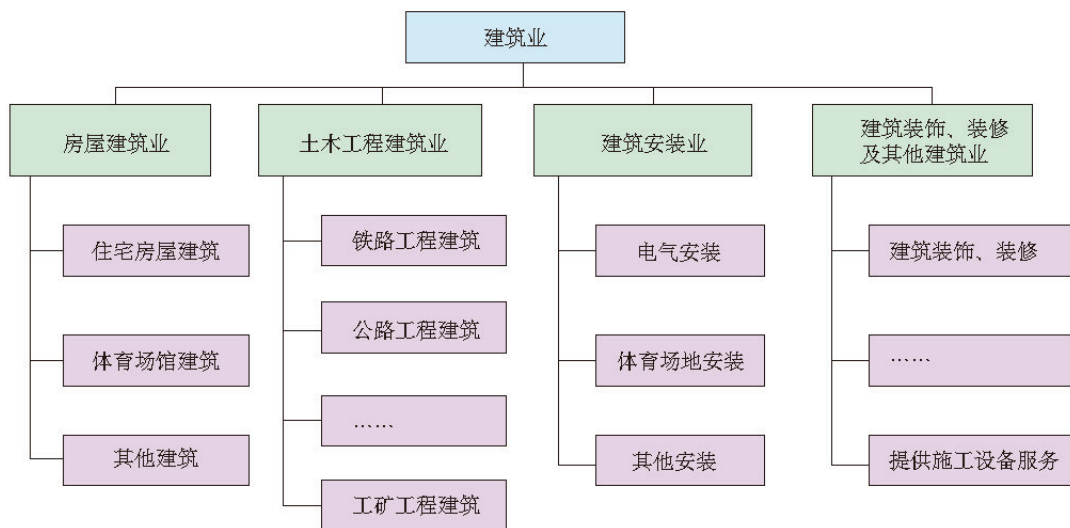 建筑业
房屋建筑业
土木工程建筑业
建筑安装业
建筑装饰、装修
及其他建筑业
住宅房屋建筑
体育场馆建筑
其他建筑
铁路工程建筑
公路工程建筑
……
工矿工程建筑
电气安装
体育场地安装
其他安装
建筑装饰、装修
……
提供施工设备服务